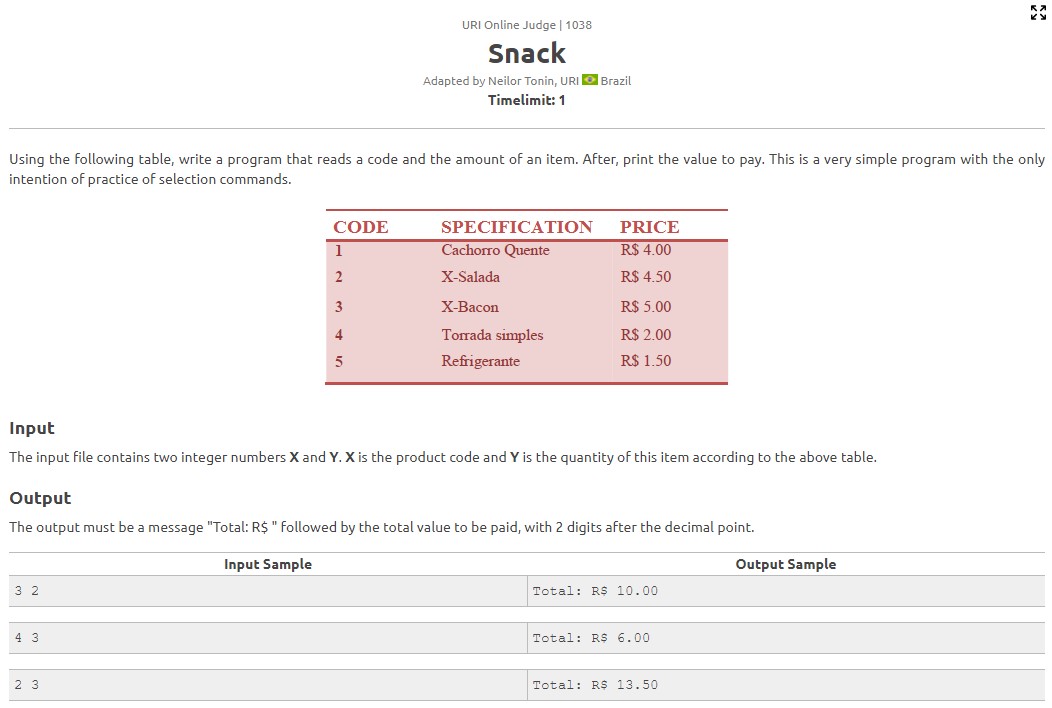 URI Online Judge | 1038
Snack
Adapted by Neilor Tonin, URI Brazil
Timelimit: 1
Using the following table, write a program that reads a code and the amount of an item. After, print the value to pay. This is a very simple program with the only
intention of practice of selection commands.
CODE SPECIFICATION PRICE
1 Cachorro Quente R$ 4.00
2 X-Salada R$ 4.50
3 X-Bacon R$ 5.00
4 Torrada simples R$ 2.00
5 Refrigerante R$ 1.50
Input
The input file contains two integer numbers X and Y. X is the product code and Y is the quantity of this item according to the above table.
Output
The output must be a message "Total: R$ " followed by the total value to be paid, with 2 digits after the decimal point.
Input Sample Output Sample
3 2 Total: R$ 10.00
4 3 Total: R$ 6.00
2 3 Total: R$ 13.50